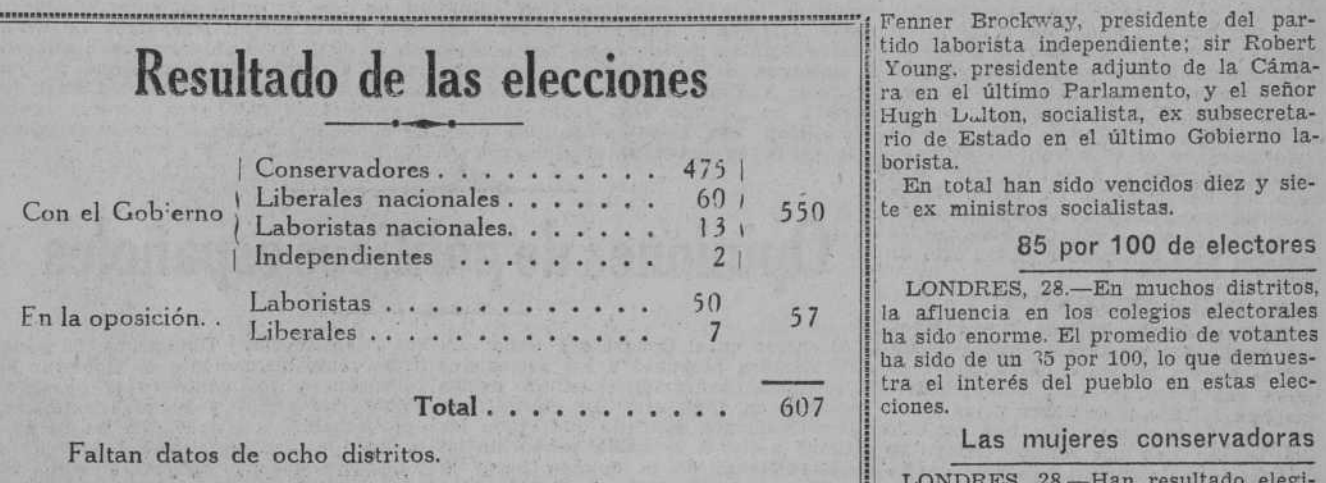 Resultado de las elecciones
Con el Gobierno
Conservadores . . . . . . . . . . 475
Liberales nacionales . . . . . . . 60
Laboristas nacionales. . . . . . . 13
Independientes . . . . . . . . . 2
550
En la oposición. .
Laboristas . . . . . . . . . . . . 50
Liberales . . . . . . . . . . . . 7
57
Total . . . . . . . . . . . 607
Faltan datos de ocho distritos.
Fenner Brockway, presidente del par-
tido laborista independiente; sir Robert
Young, presidente adjunto de la Cáma-
ra en el último Parlamento, y el señor
Hugh socialista, ex subsecreta-
rio de Estado en el último Gobierno la-
borista.
En total han sido vencidos diez y sie-
te ex ministros socialistas.
85 por 100 de electores
LONDRES, 28.—En muchos distritos,
la afluencia en los colegios electorales
ha sido enorme. El promedio de votantes
ha sido de un por 100, lo que demues-
tra el interés del pueblo en estas elec-
ciones.
Las mujeres conservadoras
LONDRES, 28.—Han resultado elegi-